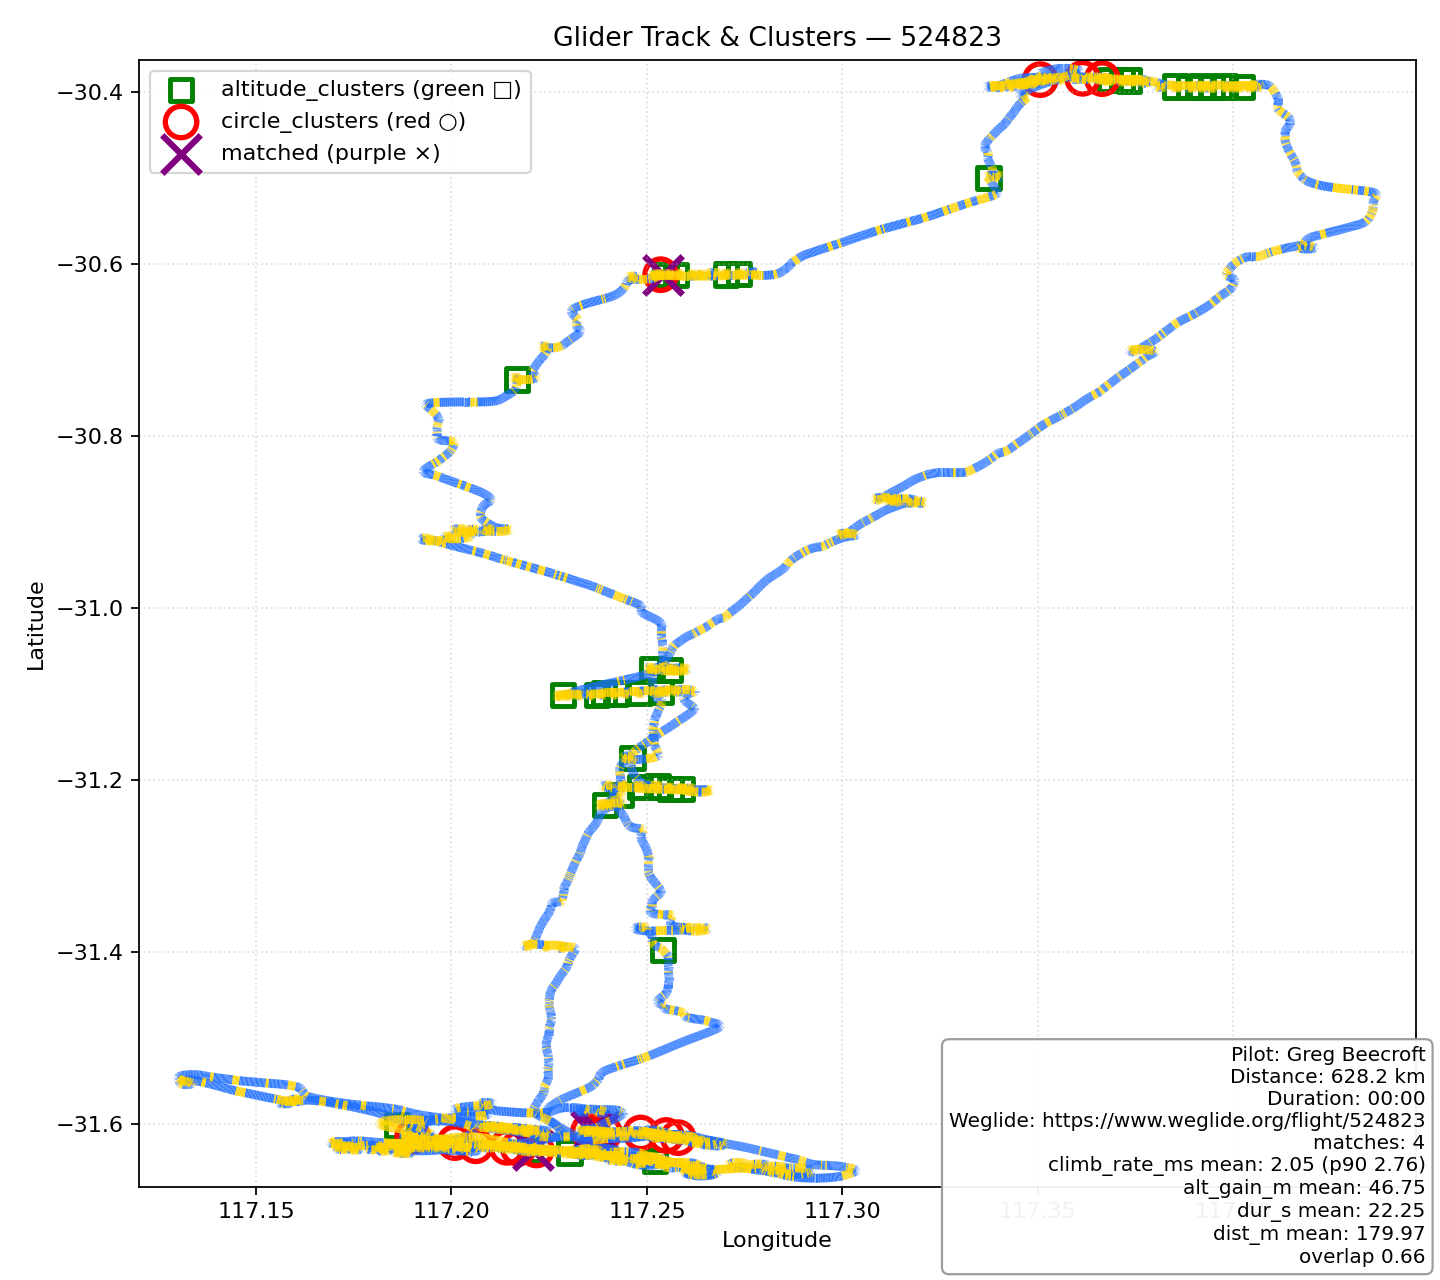 Glider Track & Clusters — 524823
altitude_clusters (green □)
circle_clusters (red ○)
matched (purple ×)
−30.4
−30.6
−30.8
−31.0
−31.2
−31.4
−31.6
Latitude
117.15
117.20
117.25
117.30
117.35
Longitude
Pilot: Greg Beecroft
Distance: 628.2 km
Duration: 00:00
Weglide: https://www.weglide.org/flight/524823
matches: 4
climb_rate_ms mean: 2.05 (p90 2.76)
alt_gain_m mean: 46.75
dur_s mean: 22.25
dist_m mean: 179.97
overlap 0.66